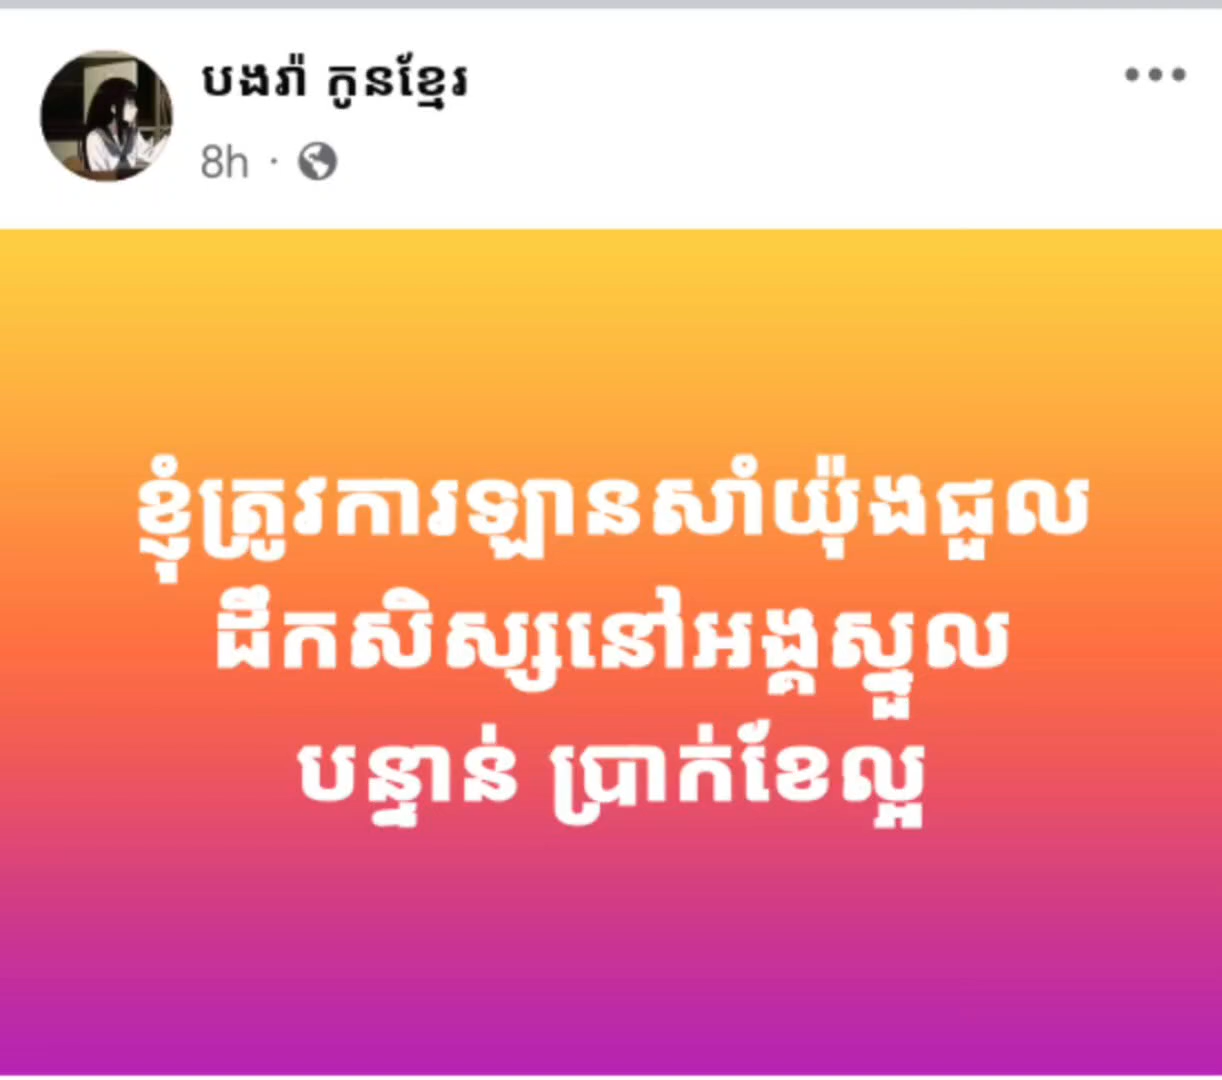 បងរ៉ា កូនខ្មែរ
8h ·
ខ្ញុំត្រូវការឡានសាំយ៉ុងជួល
ដឹកសិស្សនៅអង្គស្នួល
បន្ទាន់ ប្រាក់ខែល្អ